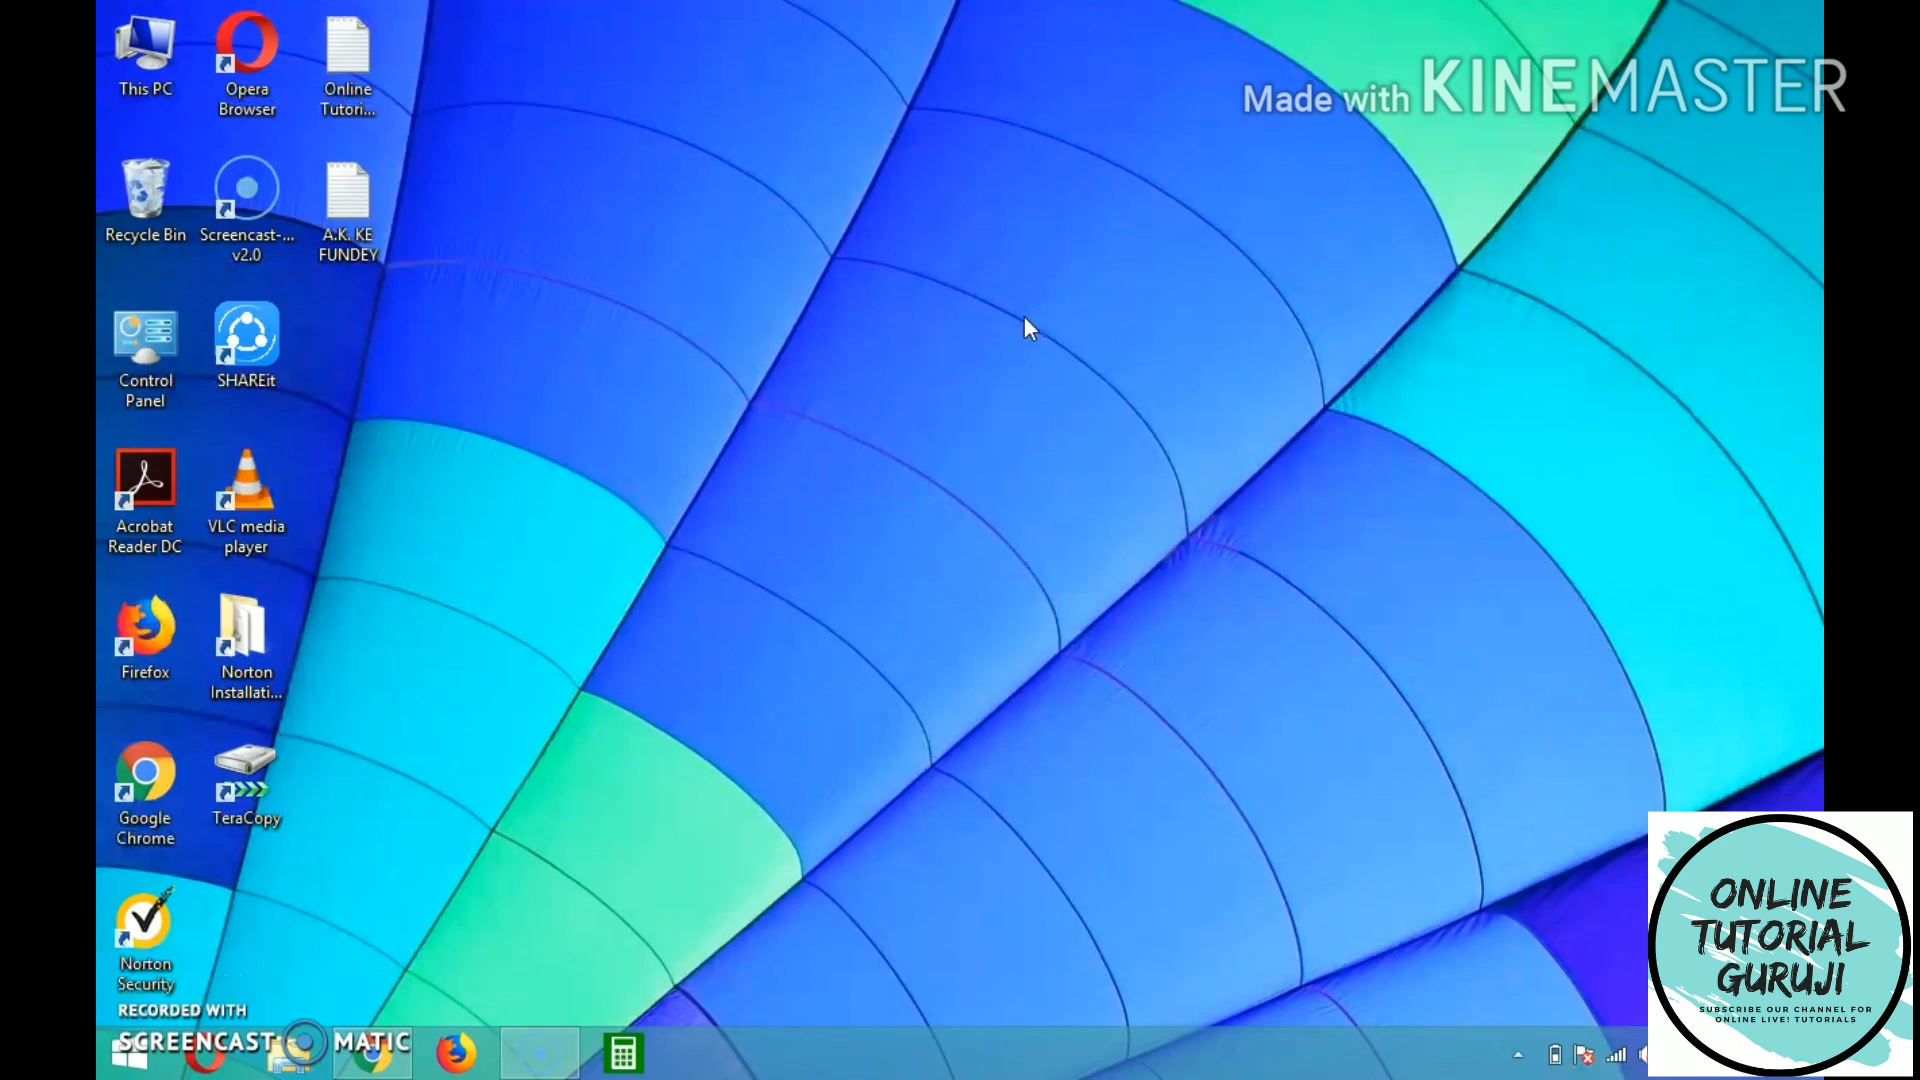 This PC
Opera
Browser
Online
Tutori...
Made with KINEMASTER
Recycle Bin
Screencast-...
v2.0
A.K. KE
FUNDEY
Control
Panel
SHAREit
Acrobat
Reader DC
VLC media
player
Firefox
Norton
Installati...
Google
Chrome
TeraCopy
Norton
Security
RECORDED WITH
SCREENCAST MATIC
ONLINE
TUTORIAL
GURUJI
SUBSCRIBE OUR CHANNEL FOR
ONLINE LIVE! TUTORIALS